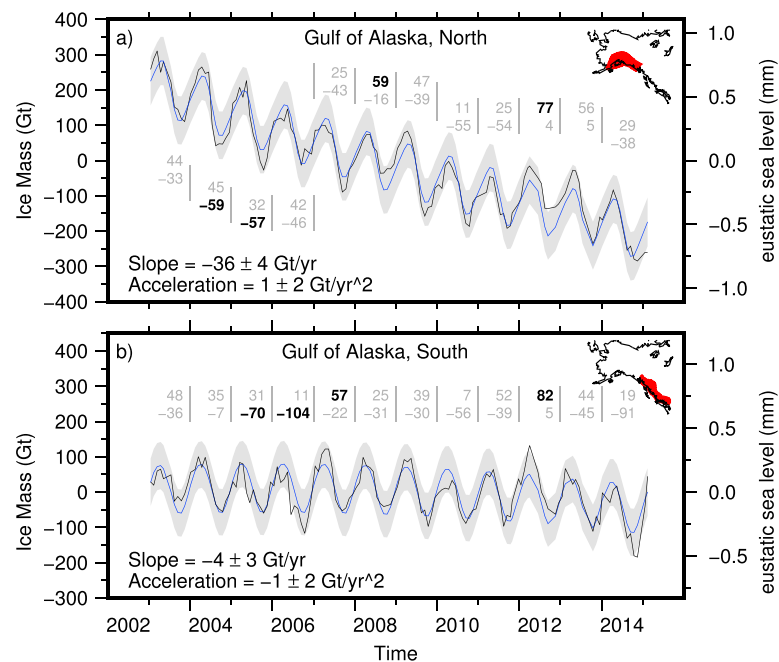 a) Gulf of Alaska, North
400
300
200
100
0
−100
−200
−300
−400
Ice Mass (Gt)
1.0
0.5
0.0
−0.5
−1.0
eustatic sea level (mm)
25 59 47
−43 −16 −39
11 25 77 56
−55 −54 4 5
29
−38
44
−33
45
−59
32 42
−57 −46
Slope = −36 ± 4 Gt/yr
Acceleration = 1 ± 2 Gt/yr^2
b) Gulf of Alaska, South
400
300
200
100
0
−100
−200
−300
Ice Mass (Gt)
1.0
0.5
0.0
−0.5
eustatic sea level (mm)
48 35 31 11 57 25 39 7 52 82 44 19
−36 −7 −70 −104 −22 −31 −30 −56 −39 5 −45 −91
Slope = −4 ± 3 Gt/yr
Acceleration = −1 ± 2 Gt/yr^2
2002 2004 2006 2008 2010 2012 2014
Time